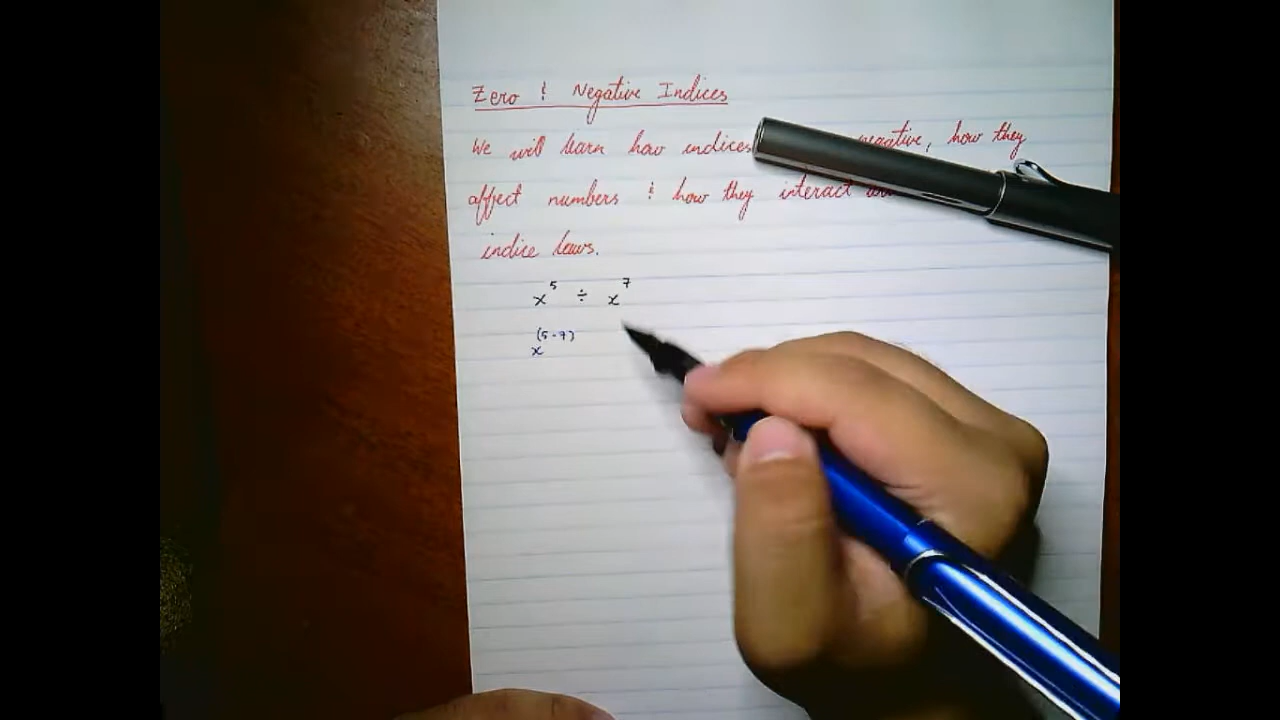 Zero & Negative Indices
We will learn how indices negative, how they
affect numbers & how they interact
indice laws.
x⁵ ÷ x⁷
x⁽⁵⁻⁷⁾